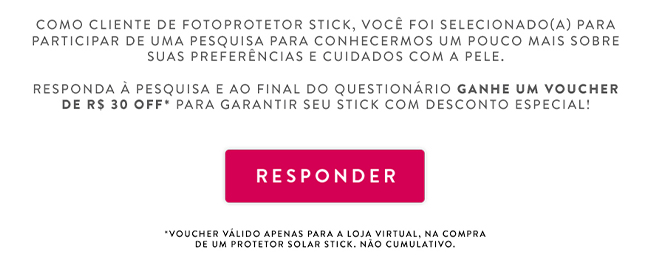 COMO CLIENTE DE FOTOPROTETOR STICK, VOCÊ FOI SELECIONADO(A) PARA
PARTICIPAR DE UMA PESQUISA PARA CONHECERMOS UM POUCO MAIS SOBRE
SUAS PREFERÊNCIAS E CUIDADOS COM A PELE.
RESPONDA À PESQUISA E AO FINAL DO QUESTIONÁRIO GANHE UM VOUCHER
DE R$ 30 OFF* PARA GARANTIR SEU STICK COM DESCONTO ESPECIAL!
RESPONDER
*VOUCHER VÁLIDO APENAS PARA A LOJA VIRTUAL, NA COMPRA
DE UM PROTETOR SOLAR STICK. NÃO CUMULATIVO.